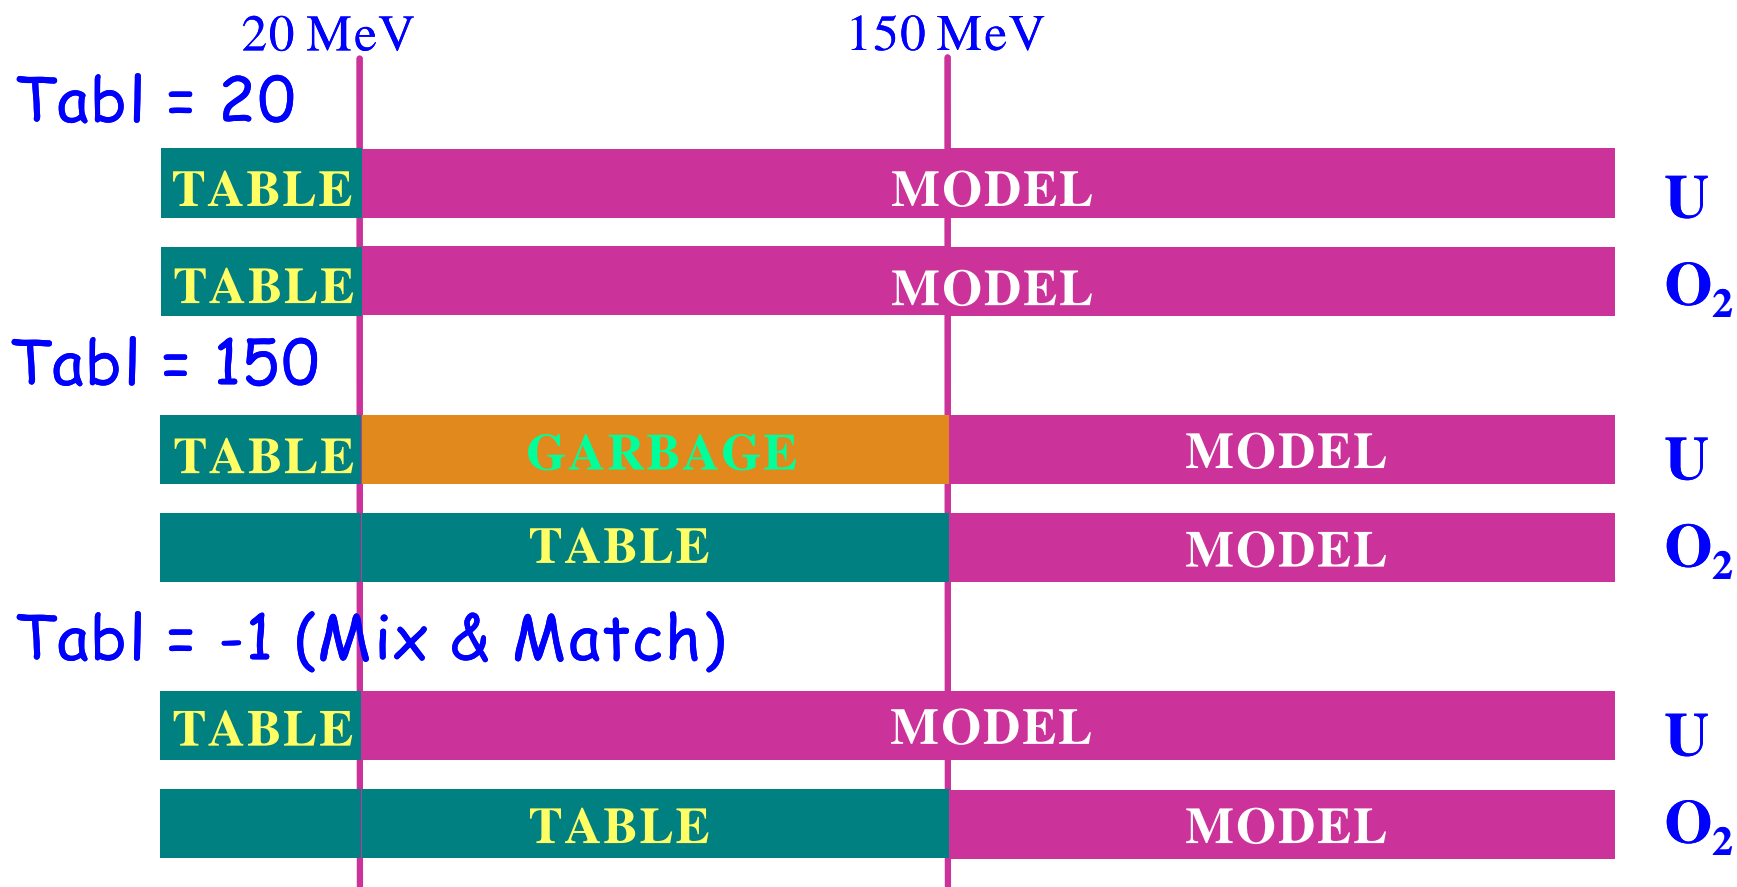 20 MeV 150 MeV
Tabl = 20
TABLE MODEL U
TABLE MODEL O₂
Tabl = 150
TABLE GARBAGE MODEL U
TABLE MODEL O₂
Tabl = -1 (Mix & Match)
TABLE MODEL U
TABLE MODEL O₂